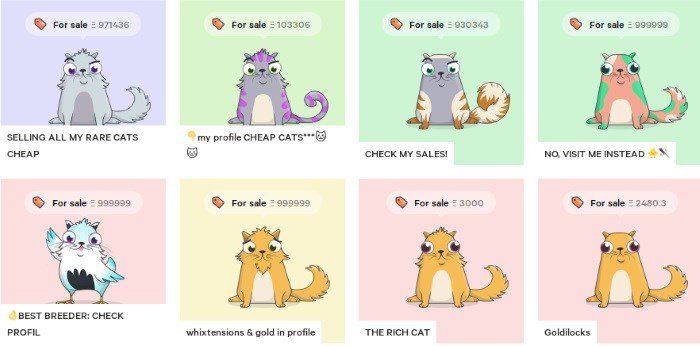 For sale Ξ 971436
For sale Ξ 103306
For sale Ξ 930343
For sale Ξ 999999
SELLING ALL MY RARE CATS
CHEAP
👇my profile CHEAP CATS***🐱
🐱
CHECK MY SALES!
NO, VISIT ME INSTEAD
For sale Ξ 999999
For sale Ξ 999999
For sale Ξ 3000
For sale Ξ 2480.3
👌BEST BREEDER: CHECK
PROFIL
whixtensions & gold in profile
THE RICH CAT
Goldilocks